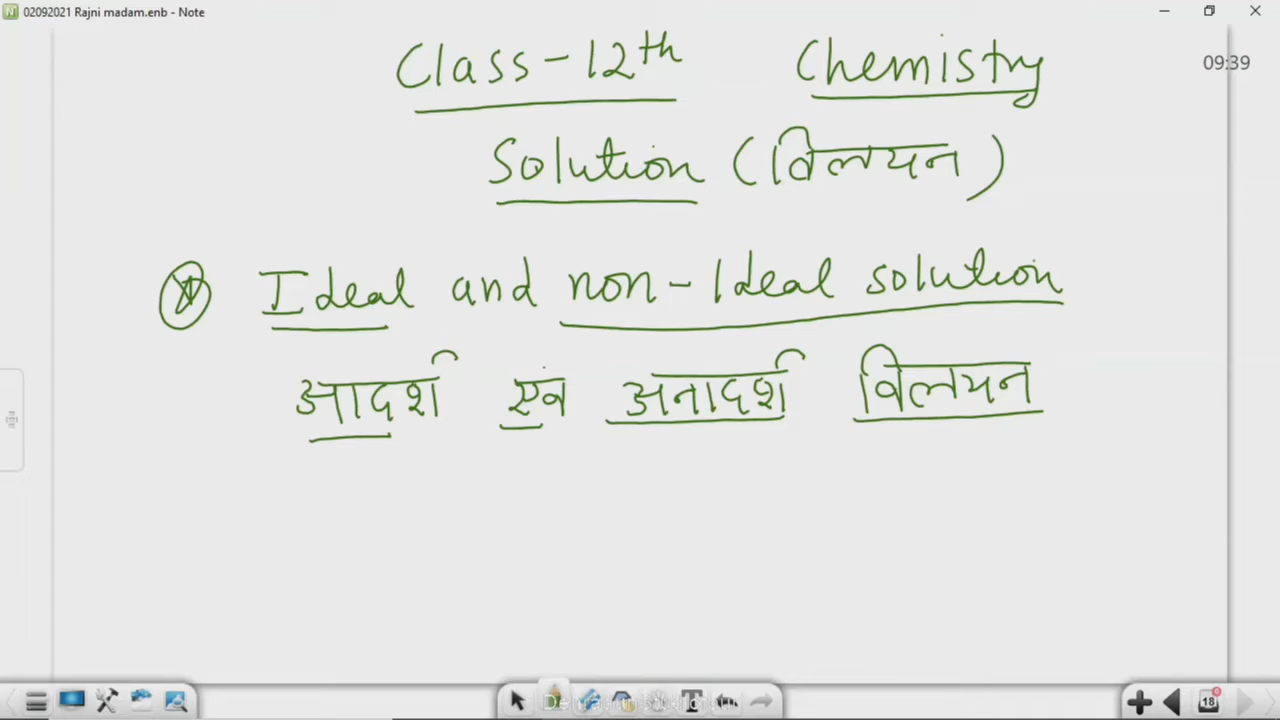 02092021 Rajni madam.enb - Note
09:39
Class-12th Chemistry
Solution (विलयन)
Ideal and non-Ideal solution
आदर्श एवं अनादर्श विलयन
18